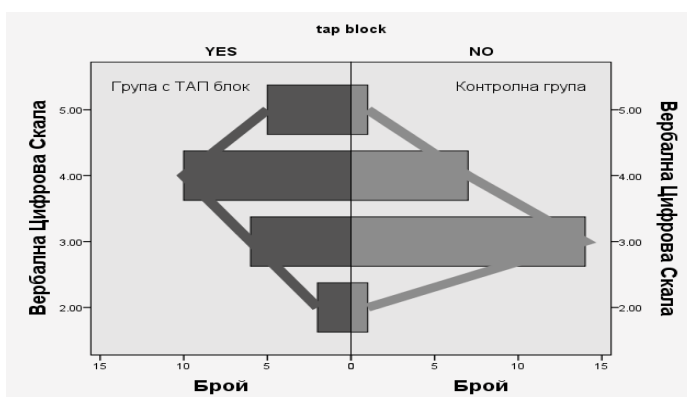 tap block
YES
NO
Група с ТАП блок
Контролна група
Вербална Цифрова Скала
5.00
4.00
3.00
2.00
5.00
4.00
3.00
2.00
Вербална Цифрова Скала
15
10
5
0
5
10
15
Брой
Брой